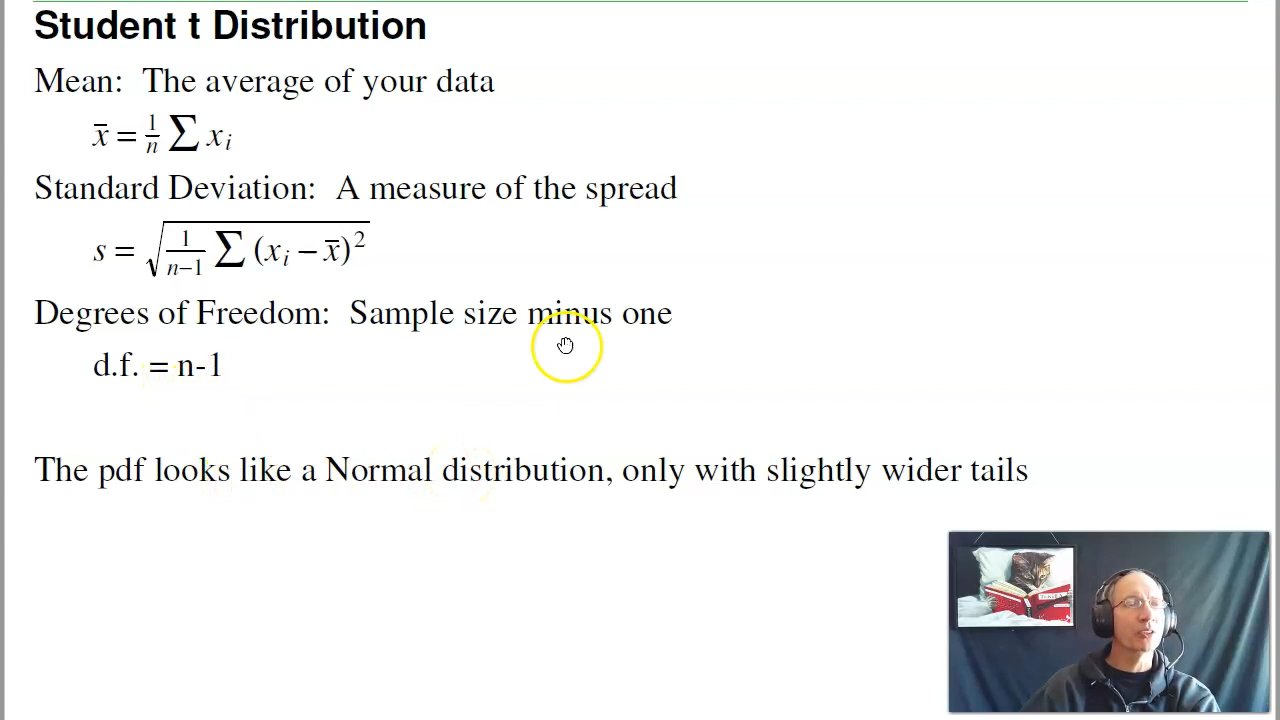 Student t Distribution
Mean: The average of your data
x̄ = 1/n ∑ xᵢ
Standard Deviation: A measure of the spread
s = √(1/(n−1) ∑ (xᵢ − x̄)²)
Degrees of Freedom: Sample size minus one
d.f. = n-1
The pdf looks like a Normal distribution, only with slightly wider tails